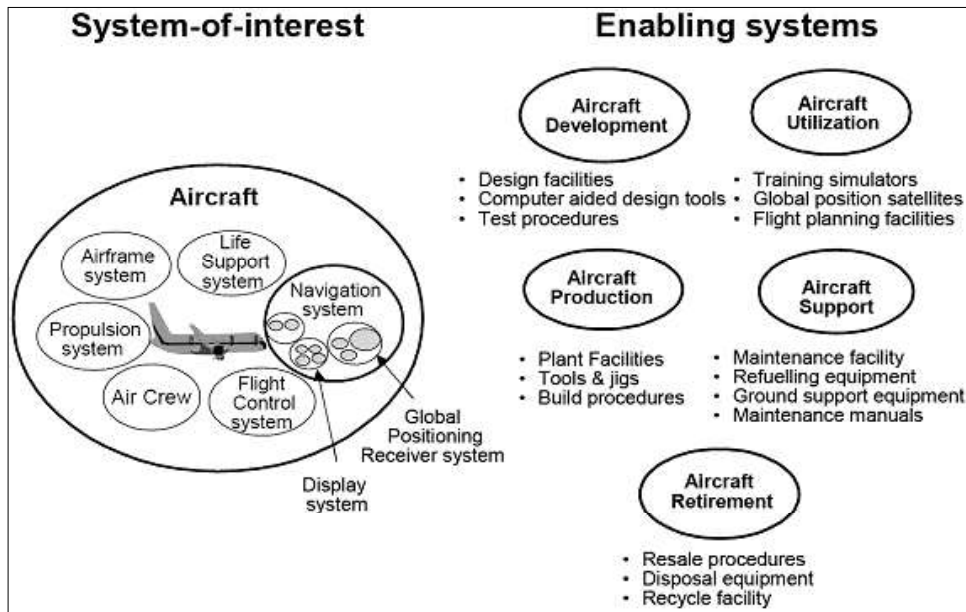 System-of-interest
Aircraft
Airframe
system
Life
Support
system
Navigation
system
Propulsion
system
Air Crew
Flight
Control
system
Global
Positioning
Receiver system
Display
system
Enabling systems
Aircraft
Development
• Design facilities
• Computer aided design tools
• Test procedures
Aircraft
Utilization
• Training simulators
• Global position satellites
• Flight planning facilities
Aircraft
Production
• Plant Facilities
• Tools & jigs
• Build procedures
Aircraft
Support
• Maintenance facility
• Refuelling equipment
• Ground support equipment
• Maintenance manuals
Aircraft
Retirement
• Resale procedures
• Disposal equipment
• Recycle facility